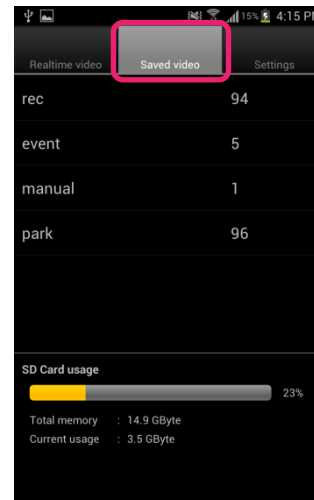 15% 4:15 PM
Realtime video Saved video Settings
rec 94
event 5
manual 1
park 96
SD Card usage
23%
Total memory : 14.9 GByte
Current usage : 3.5 GByte